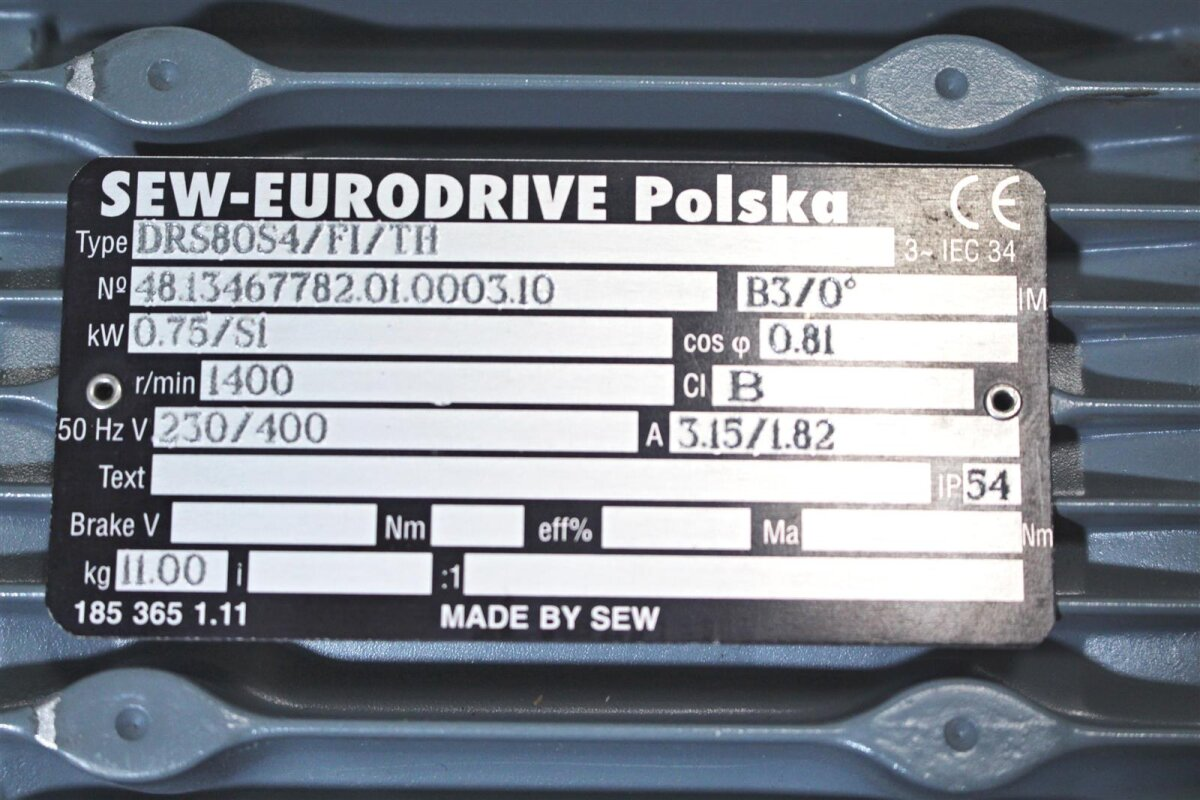 SEW-EURODRIVE Polska CE
Type DRS80S4/FI/TH 3~ IEC 34
Nº 48.13467782.01.0003.10 B3/0° IM
kW 0.75/S1 cos φ 0.81
r/min 1400 Cl B
50 Hz V 230/400 A 3.15/1.82
Text IP 54
Brake V Nm eff% Ma Nm
kg 11.00 i :1
185 365 1.11 MADE BY SEW